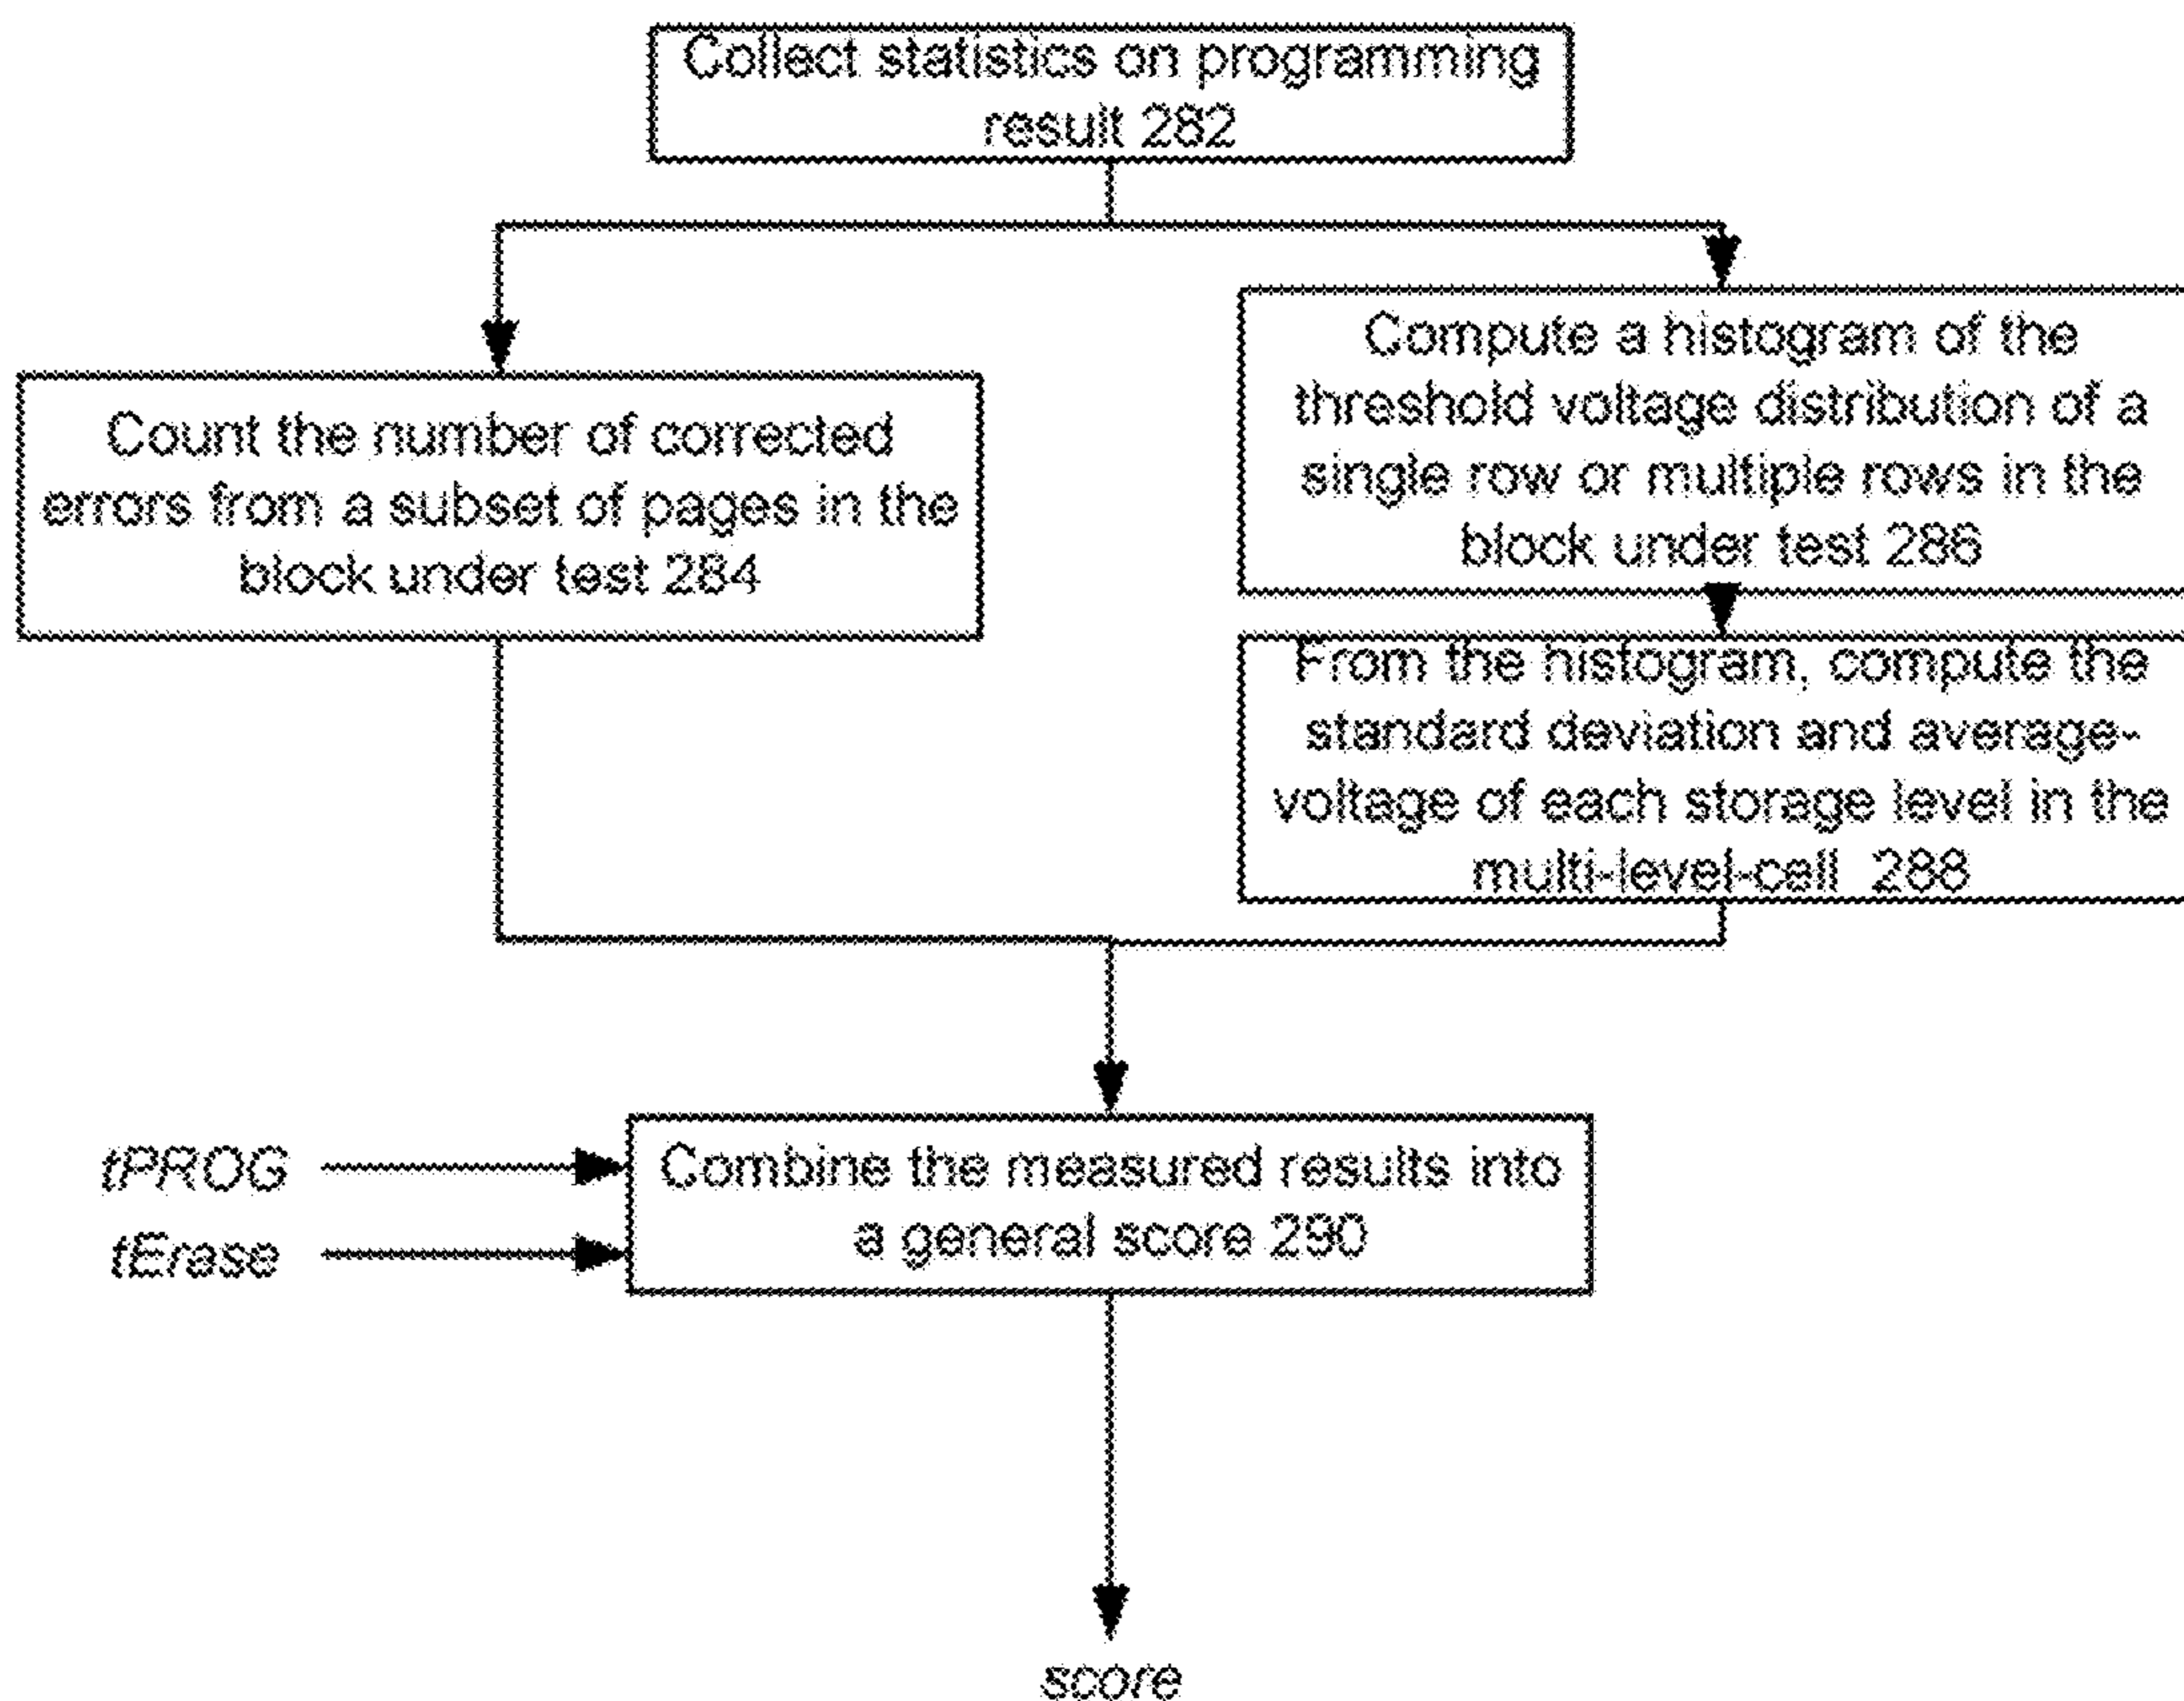 Collect statistics on programming
result 282
Count the number of corrected
errors from a subset of pages in the
block under test 284
Compute a histogram of the
threshold voltage distribution of a
single row or multiple rows in the
block under test 286
From the histogram, compute the
standard deviation and average-
voltage of each storage level in the
multi-level-cell 288
tPROG
tErase
Combine the measured results into
a general score 290
score